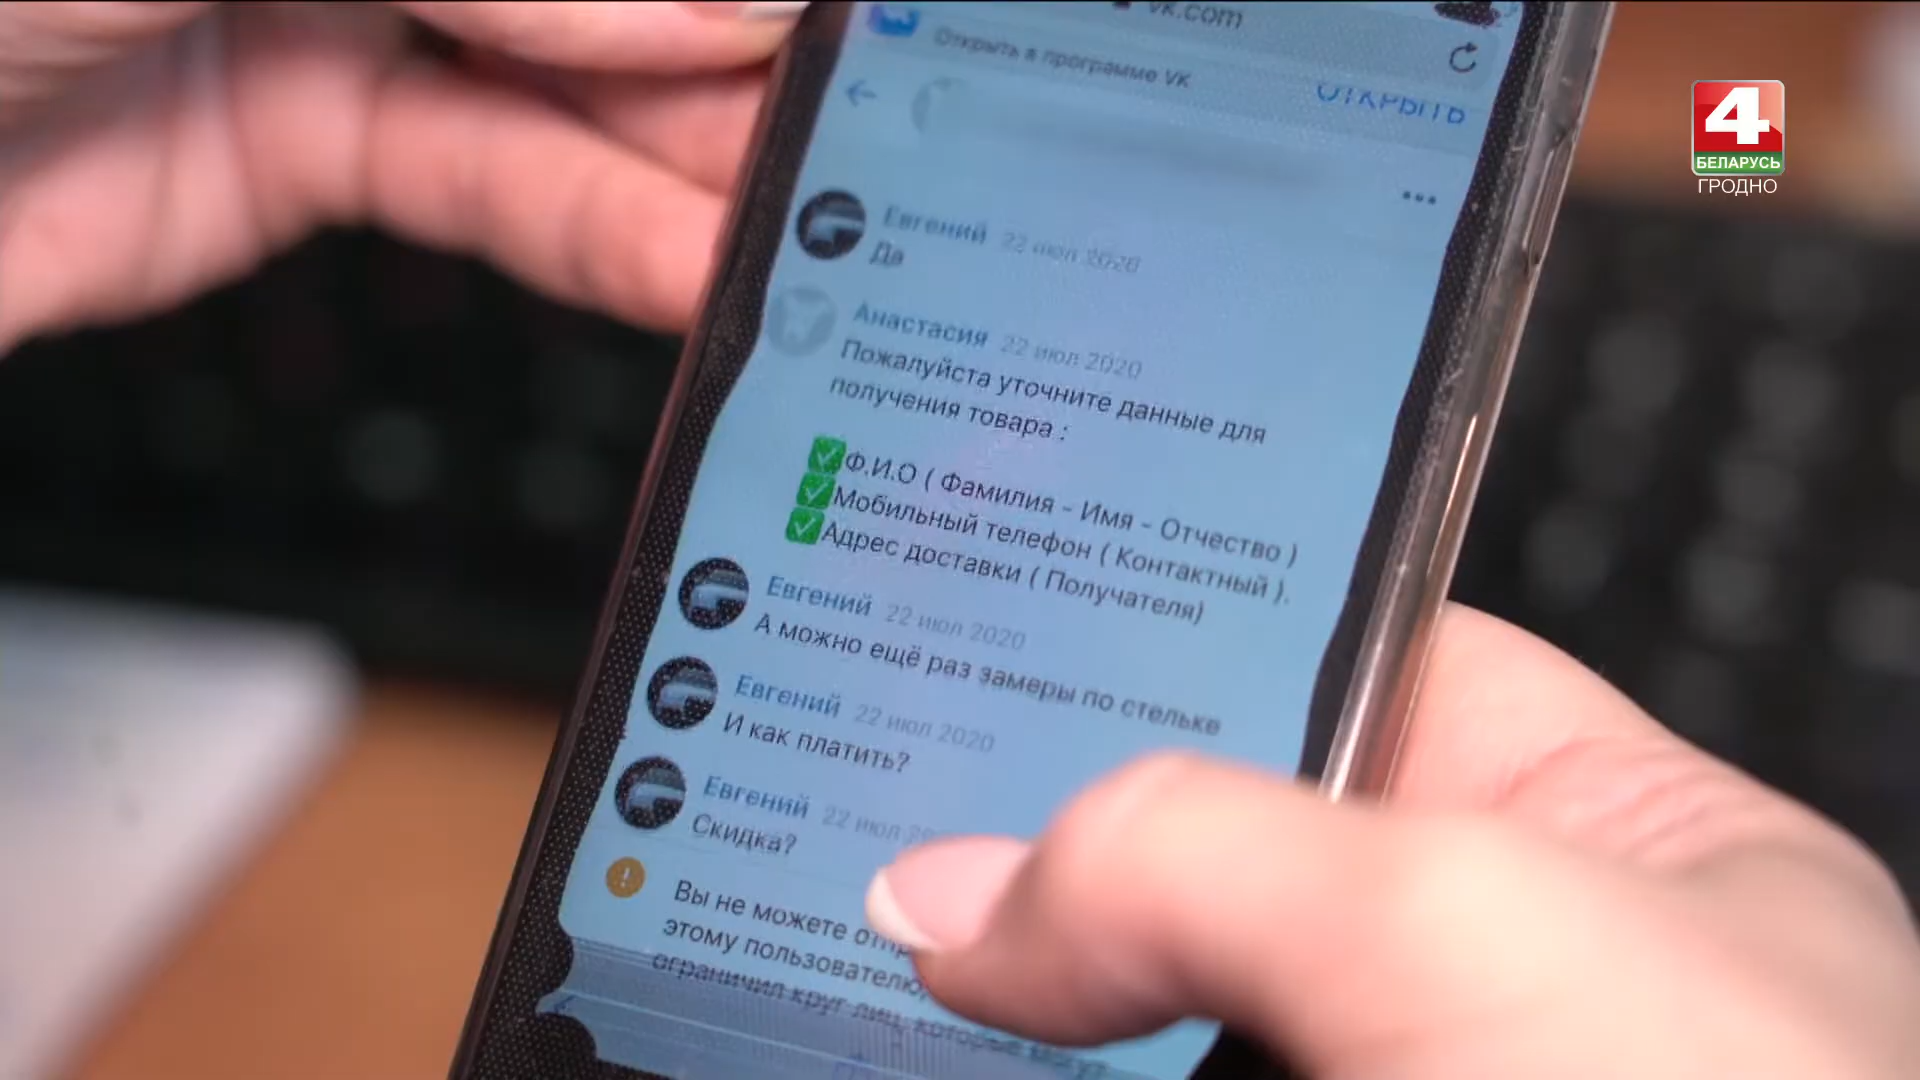 vk.com
Открыть в программе VK
ОТКРЫТЬ
4
БЕЛАРУСЬ
ГРОДНО
Евгений 22 июл 2020
Да
Анастасия 22 июл 2020
Пожалуйста уточните данные для
получения товара :
✅Ф.И.О ( Фамилия - Имя - Отчество )
✅Мобильный телефон ( Контактный ).
✅Адрес доставки ( Получателя)
Евгений 22 июл 2020
А можно ещё раз замеры по стельке
Евгений 22 июл 2020
И как платить?
Евгений 22 июл
Скидка?
Вы не можете
этому пользователю,
ограничил круг лиц, которые могут